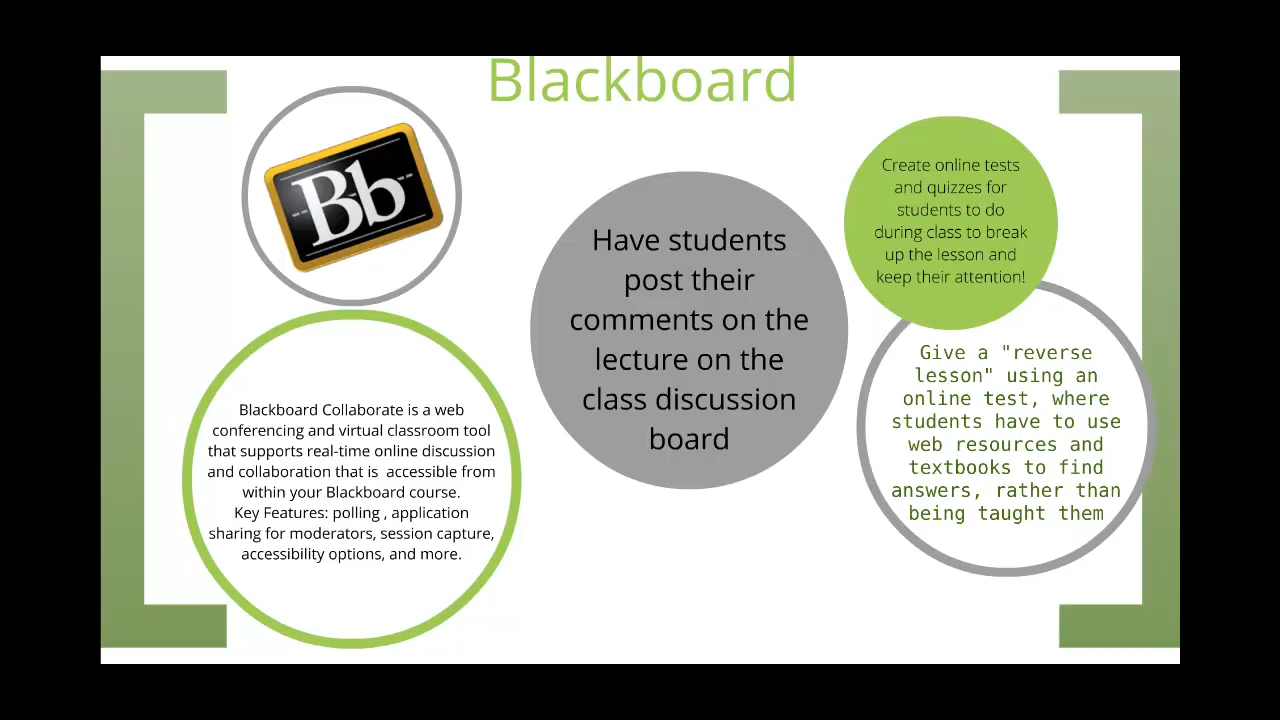 Blackboard
Bb
Blackboard Collaborate is a web
conferencing and virtual classroom tool
that supports real-time online discussion
and collaboration that is  accessible from
within your Blackboard course.
Key Features: polling , application
sharing for moderators, session capture,
accessibility options, and more.
Have students
post their
comments on the
lecture on the
class discussion
board
Create online tests
and quizzes for
students to do
during class to break
up the lesson and
keep their attention!
Give a "reverse
lesson" using an
online test, where
students have to use
web resources and
textbooks to find
answers, rather than
being taught them